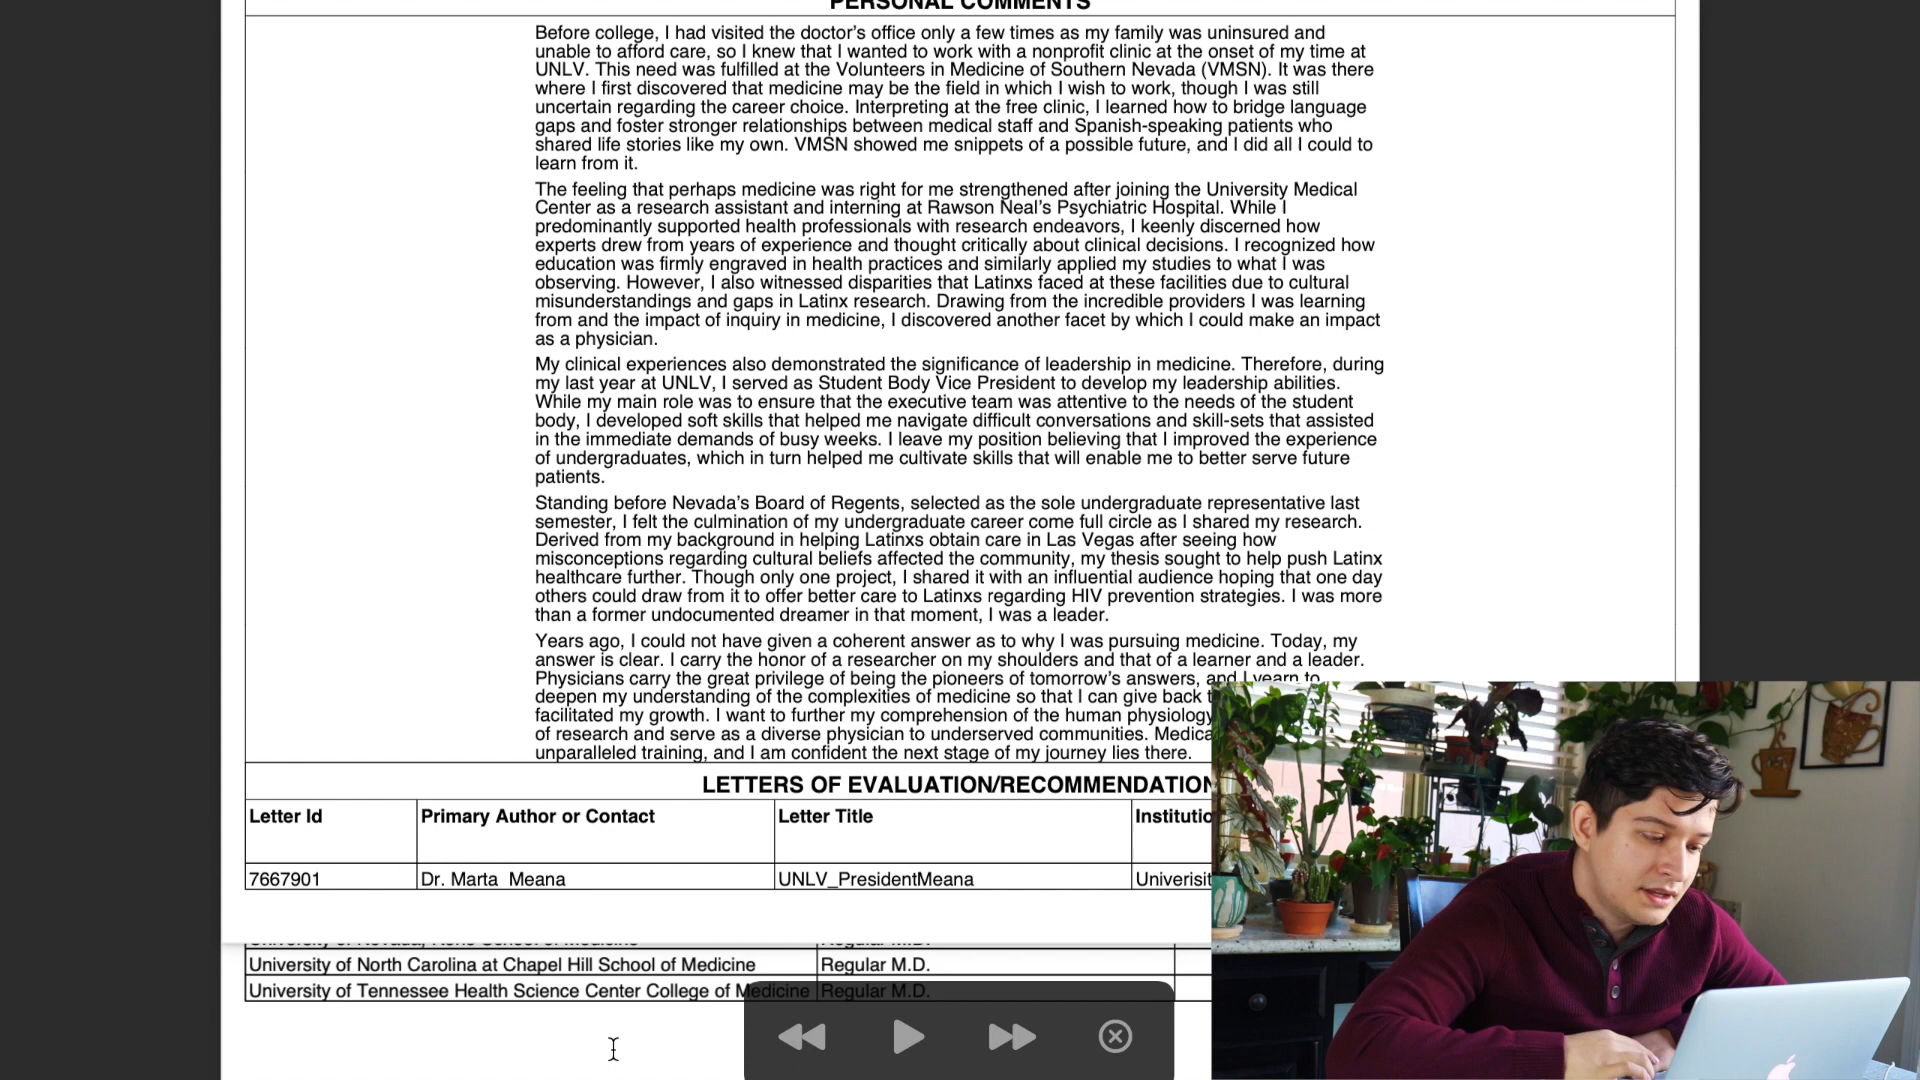 PERSONAL COMMENTS
Before college, I had visited the doctor's office only a few times as my family was uninsured and
unable to afford care, so I knew that I wanted to work with a nonprofit clinic at the onset of my time at
UNLV. This need was fulfilled at the Volunteers in Medicine of Southern Nevada (VMSN). It was there
where I first discovered that medicine may be the field in which I wish to work, though I was still
uncertain regarding the career choice. Interpreting at the free clinic, I learned how to bridge language
gaps and foster stronger relationships between medical staff and Spanish-speaking patients who
shared life stories like my own. VMSN showed me snippets of a possible future, and I did all I could to
learn from it.
The feeling that perhaps medicine was right for me strengthened after joining the University Medical
Center as a research assistant and interning at Rawson Neal's Psychiatric Hospital. While I
predominantly supported health professionals with research endeavors, I keenly discerned how
experts drew from years of experience and thought critically about clinical decisions. I recognized how
education was firmly engraved in health practices and similarly applied my studies to what I was
observing. However, I also witnessed disparities that Latinxs faced at these facilities due to cultural
misunderstandings and gaps in Latinx research. Drawing from the incredible providers I was learning
from and the impact of inquiry in medicine, I discovered another facet by which I could make an impact
as a physician.
My clinical experiences also demonstrated the significance of leadership in medicine. Therefore, during
my last year at UNLV, I served as Student Body Vice President to develop my leadership abilities.
While my main role was to ensure that the executive team was attentive to the needs of the student
body, I developed soft skills that helped me navigate difficult conversations and skill-sets that assisted
in the immediate demands of busy weeks. I leave my position believing that I improved the experience
of undergraduates, which in turn helped me cultivate skills that will enable me to better serve future
patients.
Standing before Nevada's Board of Regents, selected as the sole undergraduate representative last
semester, I felt the culmination of my undergraduate career come full circle as I shared my research.
Derived from my background in helping Latinxs obtain care in Las Vegas after seeing how
misconceptions regarding cultural beliefs affected the community, my thesis sought to help push Latinx
healthcare further. Though only one project, I shared it with an influential audience hoping that one day
others could draw from it to offer better care to Latinxs regarding HIV prevention strategies. I was more
than a former undocumented dreamer in that moment, I was a leader.
Years ago, I could not have given a coherent answer as to why I was pursuing medicine. Today, my
answer is clear. I carry the honor of a researcher on my shoulders and that of a learner and a leader.
Physicians carry the great privilege of being the pioneers of tomorrow's answers, and I yearn to
deepen my understanding of the complexities of medicine so that I can give back t
facilitated my growth. I want to further my comprehension of the human physiology
of research and serve as a diverse physician to underserved communities. Medica
unparalleled training, and I am confident the next stage of my journey lies there.
LETTERS OF EVALUATION/RECOMMENDATION
Letter Id Primary Author or Contact Letter Title Institutio
7667901 Dr. Marta Meana UNLV_PresidentMeana Univerisit
University of Nevada, Reno School of Medicine Regular M.D.
University of North Carolina at Chapel Hill School of Medicine Regular M.D.
University of Tennessee Health Science Center College of Medicine Regular M.D.